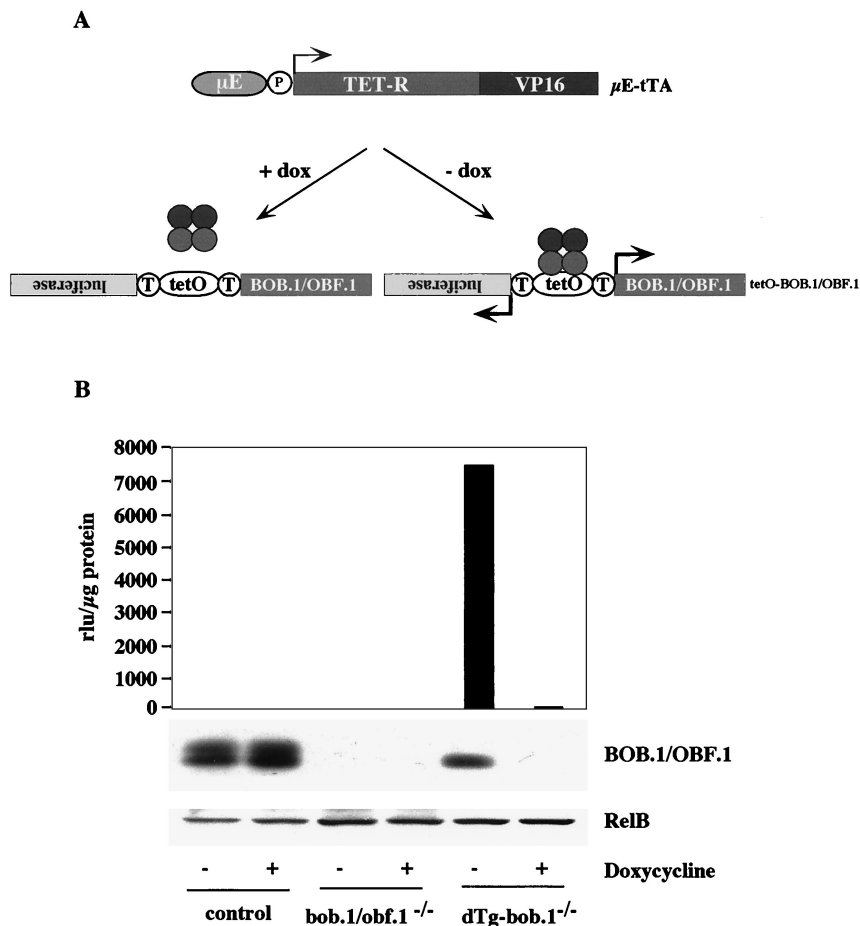 A
μE P TET-R VP16 μE-tTA
+ dox - dox
luciferase T tetO T BOB.1/OBF.1 luciferase T tetO T BOB.1/OBF.1 tetO-BOB.1/OBF.1
B
rlu/μg protein
8000
7000
6000
5000
4000
3000
2000
1000
0
BOB.1/OBF.1
RelB
- + - + - + Doxycycline
control bob.1/obf.1 -/- dTg-bob.1 -/-